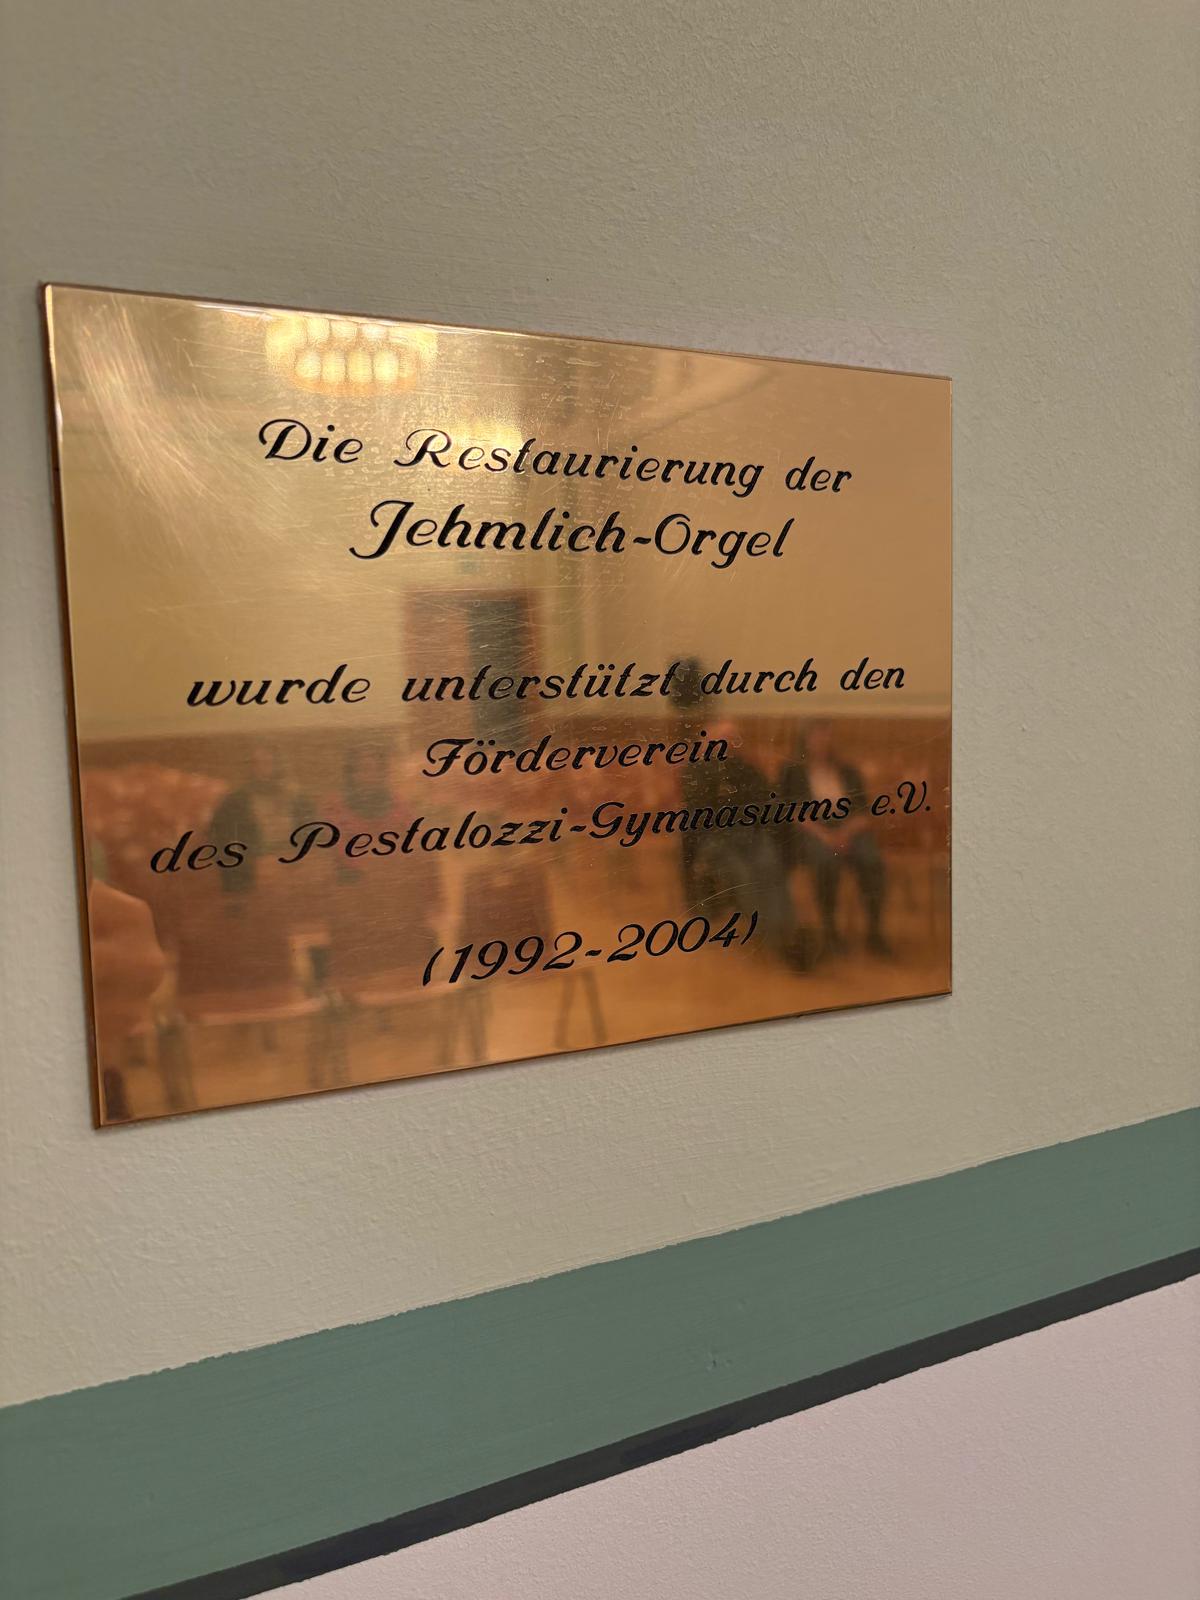 Die Restaurierung der
Jehmlich-Orgel
wurde unterstützt durch den
Förderverein
des Pestalozzi-Gymnasiums e.V.
(1992-2004)